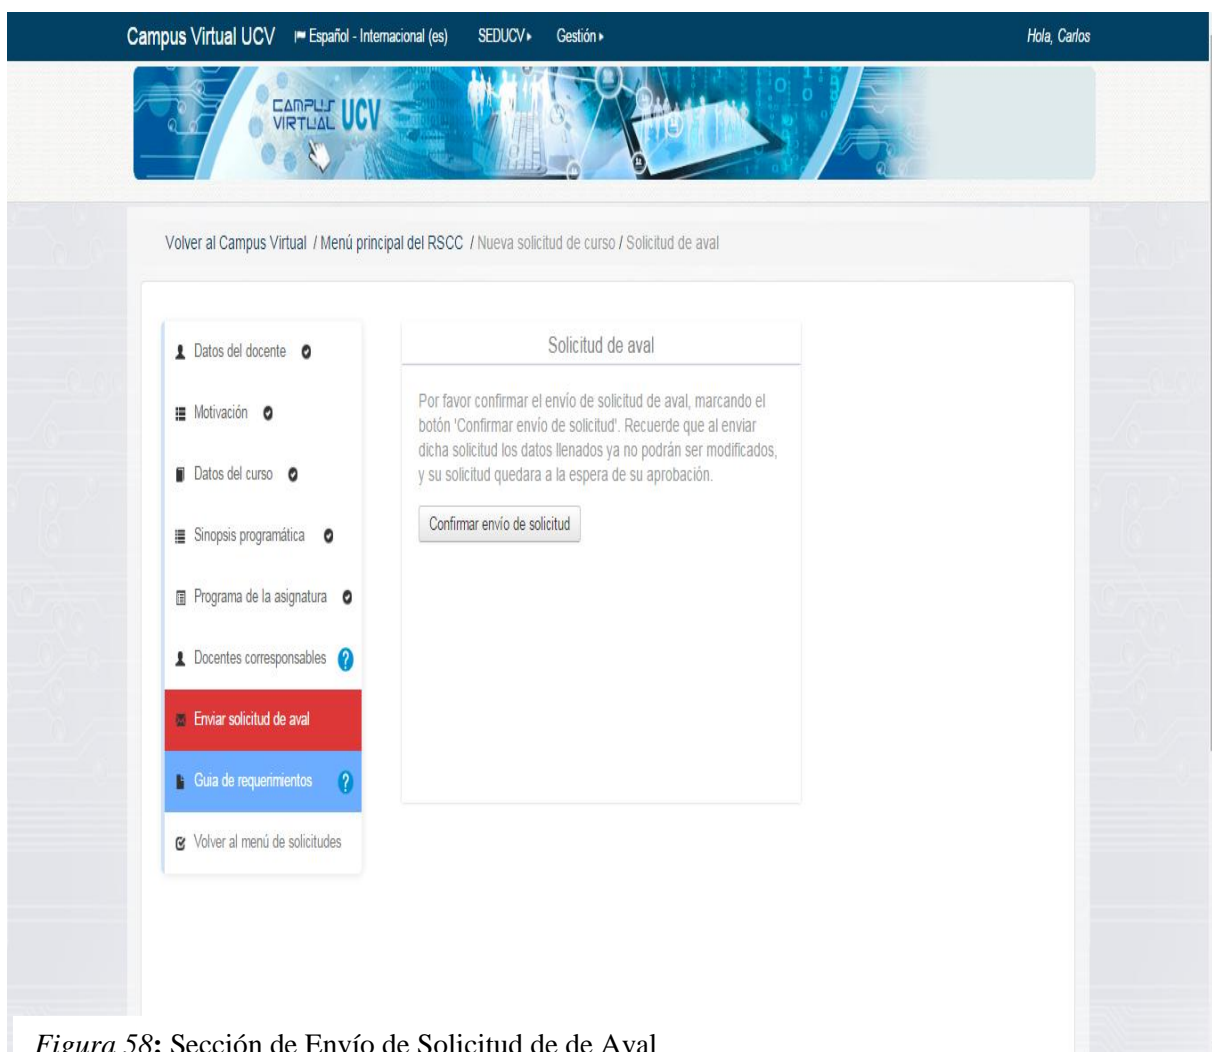 Campus Virtual UCV Español - Internacional (es) SEDUCV Gestión Hola, Carlos
CAMPUS
VIRTUAL UCV
Volver al Campus Virtual / Menú principal del RSCC / Nueva solicitud de curso / Solicitud de aval
Datos del docente
Motivación
Datos del curso
Sinopsis programática
Programa de la asignatura
Docentes corresponsables ?
Enviar solicitud de aval
Guia de requerimientos ?
Volver al menú de solicitudes
Solicitud de aval
Por favor confirmar el envío de solicitud de aval, marcando el
botón 'Confirmar envío de solicitud'. Recuerde que al enviar
dicha solicitud los datos llenados ya no podrán ser modificados,
y su solicitud quedara a la espera de su aprobación.
Confirmar envío de solicitud
Figura 58: Sección de Envío de Solicitud de de Aval